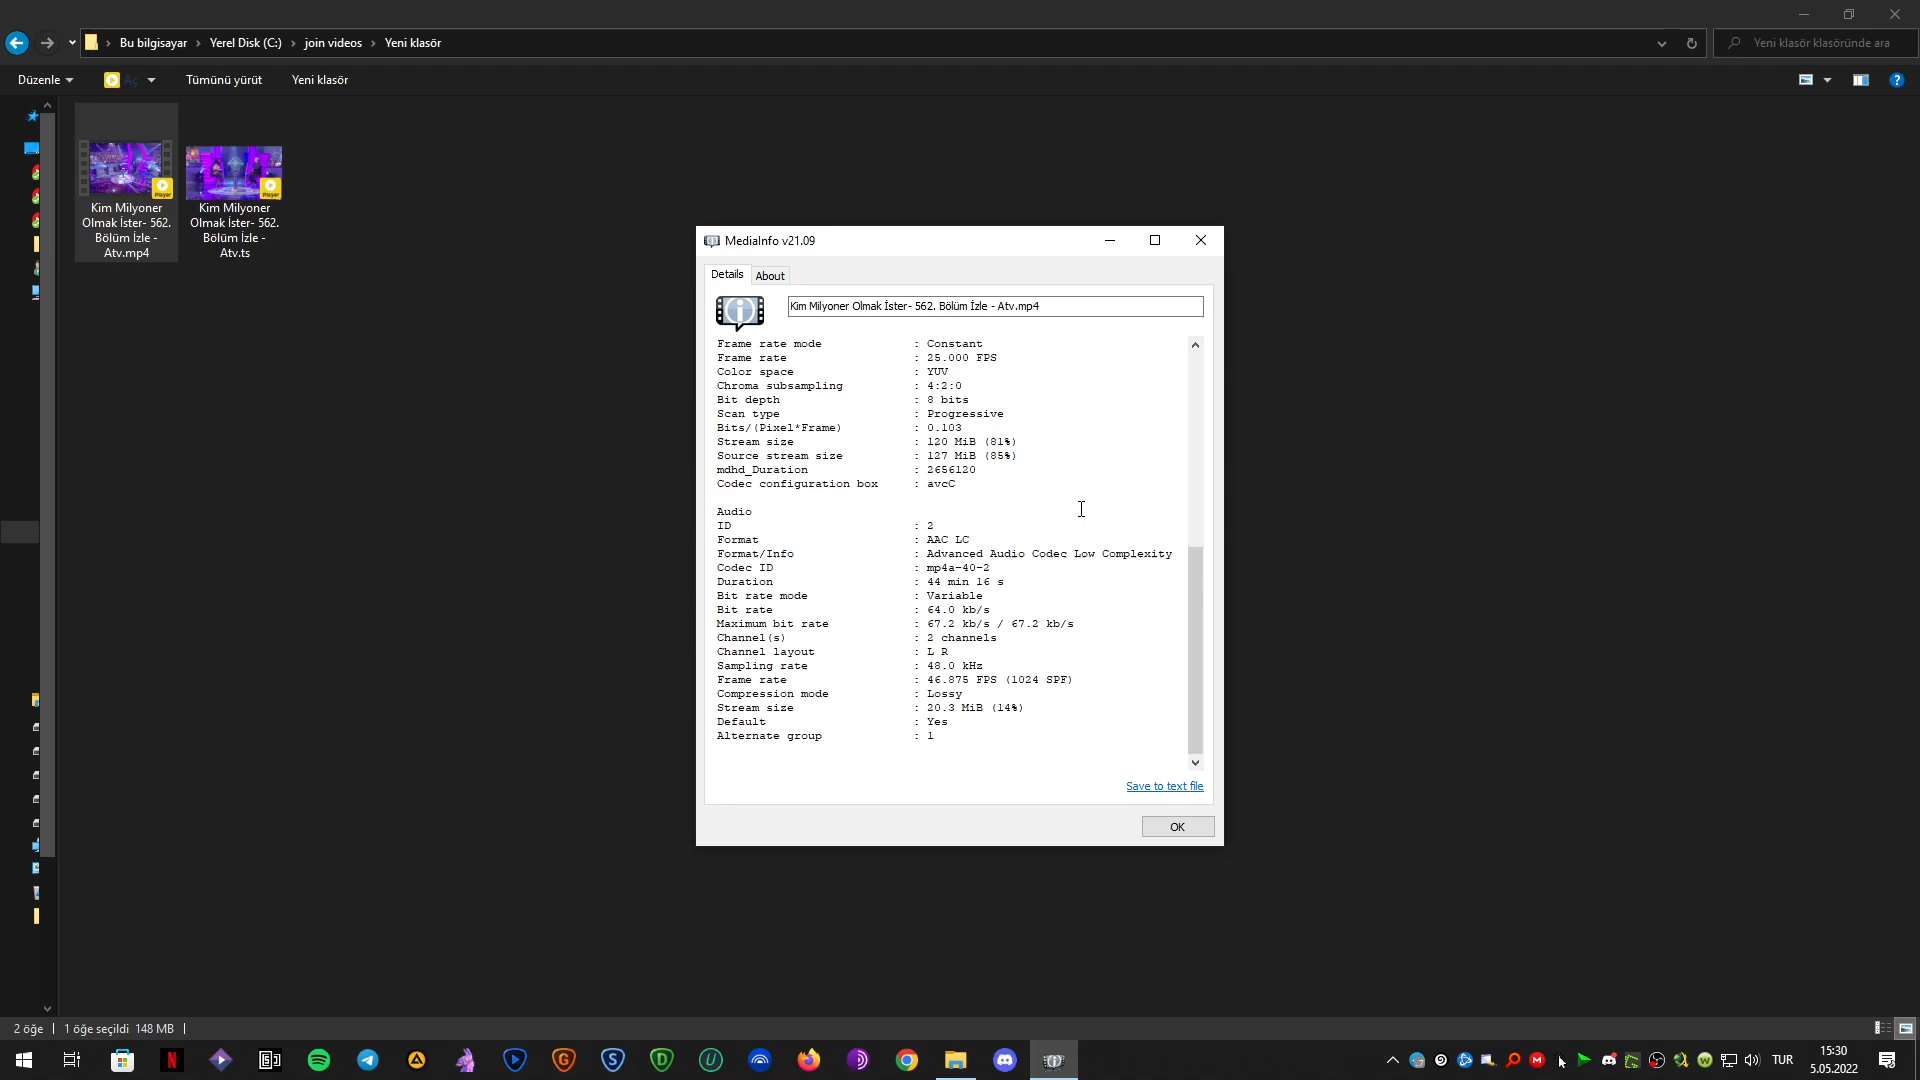 Bu bilgisayar › Yerel Disk (C:) › join videos › Yeni klasör
Yeni klasör klasöründe ara
Düzenle
Aç
Tümünü yürüt
Yeni klasör
Kim Milyoner Olmak İster- 562. Bölüm İzle - Atv.mp4
Kim Milyoner Olmak İster- 562. Bölüm İzle - Atv.ts
MediaInfo v21.09
Details
About
Kim Milyoner Olmak İster- 562. Bölüm İzle - Atv.mp4
Frame rate mode : Constant
Frame rate : 25.000 FPS
Color space : YUV
Chroma subsampling : 4:2:0
Bit depth : 8 bits
Scan type : Progressive
Bits/(Pixel*Frame) : 0.103
Stream size : 120 MiB (81%)
Source stream size : 127 MiB (85%)
mdhd_Duration : 2656120
Codec configuration box : avcC
Audio
ID : 2
Format : AAC LC
Format/Info : Advanced Audio Codec Low Complexity
Codec ID : mp4a-40-2
Duration : 44 min 16 s
Bit rate mode : Variable
Bit rate : 64.0 kb/s
Maximum bit rate : 67.2 kb/s / 67.2 kb/s
Channel(s) : 2 channels
Channel layout : L R
Sampling rate : 48.0 kHz
Frame rate : 46.875 FPS (1024 SPF)
Compression mode : Lossy
Stream size : 20.3 MiB (14%)
Default : Yes
Alternate group : 1
Save to text file
OK
2 öğe
1 öğe seçildi 148 MB
TUR
15:30
5.05.2022